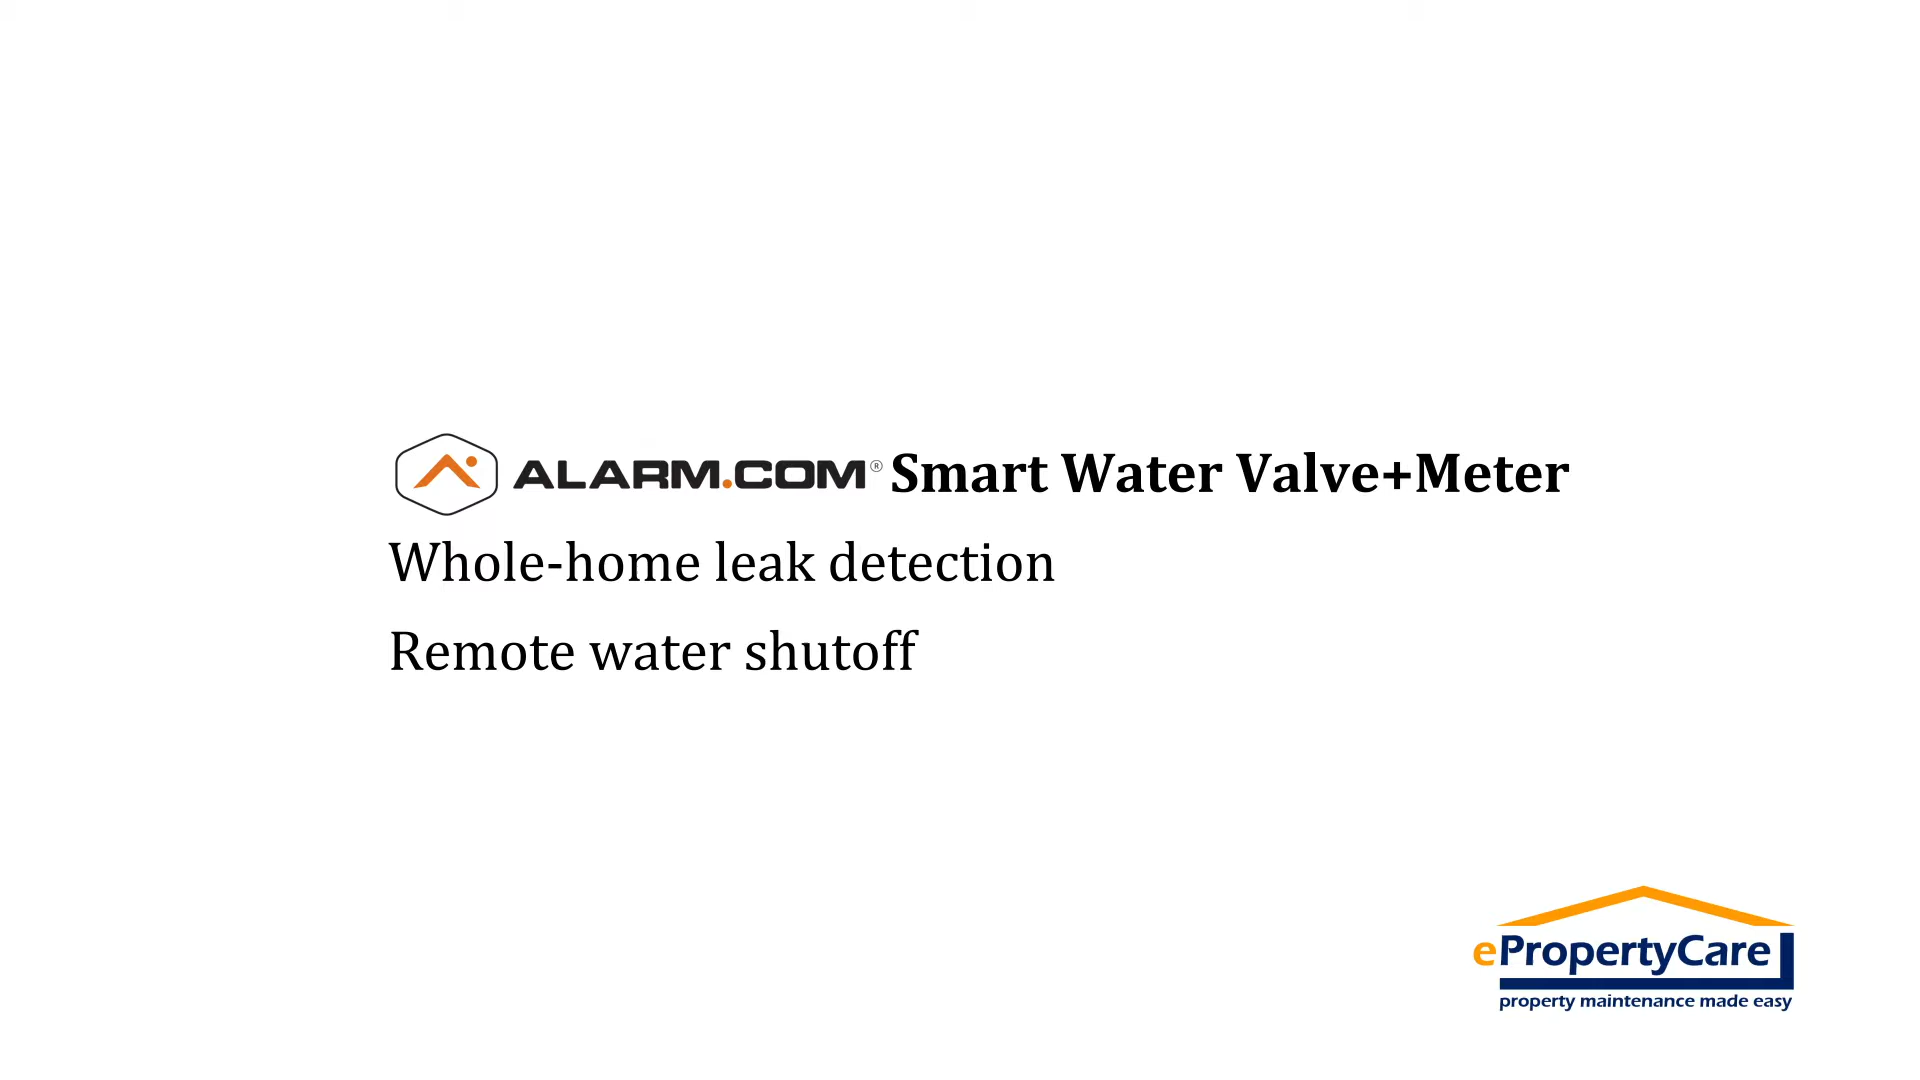 ALARM.COM® Smart Water Valve+Meter
Whole-home leak detection
Remote water shutoff
ePropertyCare
property maintenance made easy